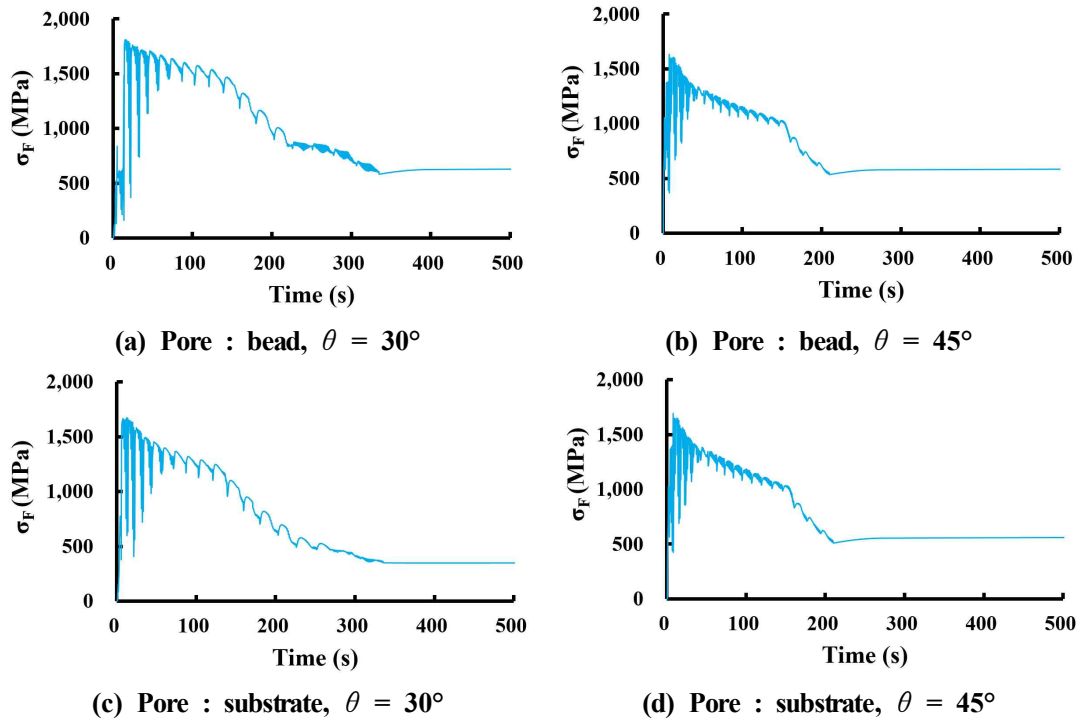 2,000
1,500
1,000
500
0
σF (MPa)
0 100 200 300 400 500
Time (s)
(a) Pore : bead, θ = 30°
2,000
1,500
1,000
500
0
σF (MPa)
0 100 200 300 400 500
Time (s)
(b) Pore : bead, θ = 45°
2,000
1,500
1,000
500
0
σF (MPa)
0 100 200 300 400 500
Time (s)
(c) Pore : substrate, θ = 30°
2,000
1,500
1,000
500
0
σF (MPa)
0 100 200 300 400 500
Time (s)
(d) Pore : substrate, θ = 45°